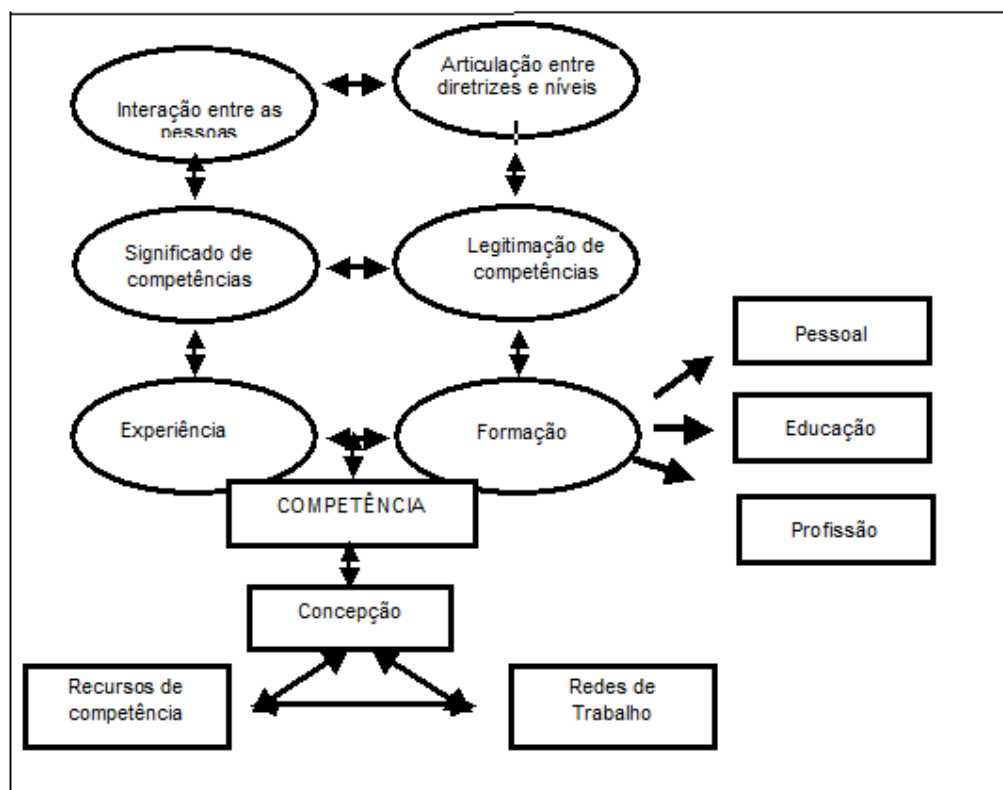 Interação entre as
pessoas
Articulação entre
diretrizes e níveis
Significado de
competências
Legitimação de
competências
Experiência
Formação
Pessoal
Educação
Profissão
COMPETÊNCIA
Concepção
Recursos de
competência
Redes de
Trabalho